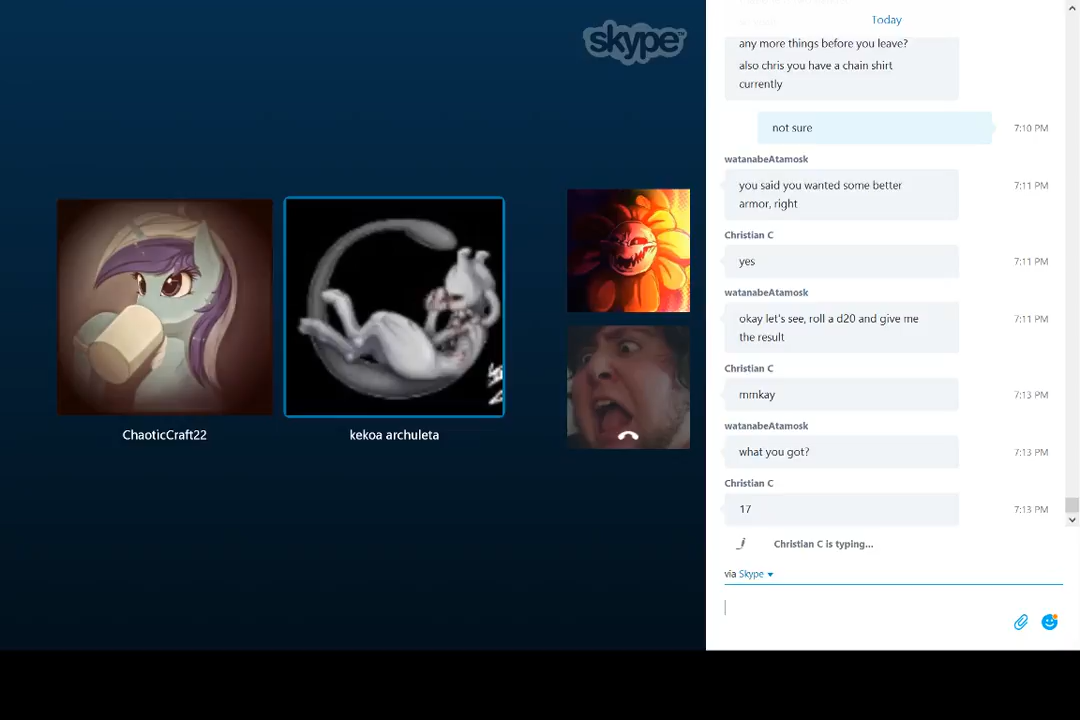 skype
Today
any more things before you leave?
also chris you have a chain shirt
currently
not sure
7:10 PM
watanabeAtamosk
you said you wanted some better
armor, right
7:11 PM
Christian C
yes
7:11 PM
watanabeAtamosk
okay let's see, roll a d20 and give me
the result
7:11 PM
Christian C
mmkay
7:13 PM
watanabeAtamosk
what you got?
7:13 PM
Christian C
17
7:13 PM
Christian C is typing...
via Skype
ChaoticCraft22
kekoa archuleta